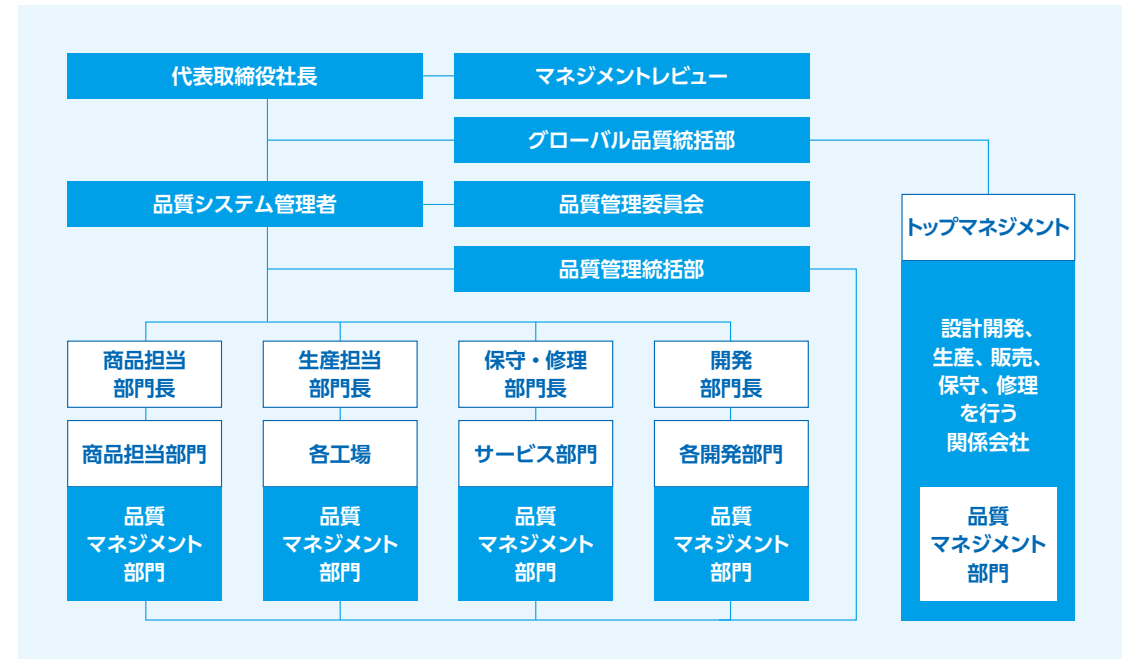 代表取締役社長
マネジメントレビュー
グローバル品質統括部
品質システム管理者
品質管理委員会
品質管理統括部
商品担当
部門長
生産担当
部門長
保守・修理
部門長
開発
部門長
商品担当部門
各工場
サービス部門
各開発部門
品質
マネジメント
部門
品質
マネジメント
部門
品質
マネジメント
部門
品質
マネジメント
部門
トップマネジメント
設計開発、
生産、販売、
保守、修理
を行う
関係会社
品質
マネジメント
部門